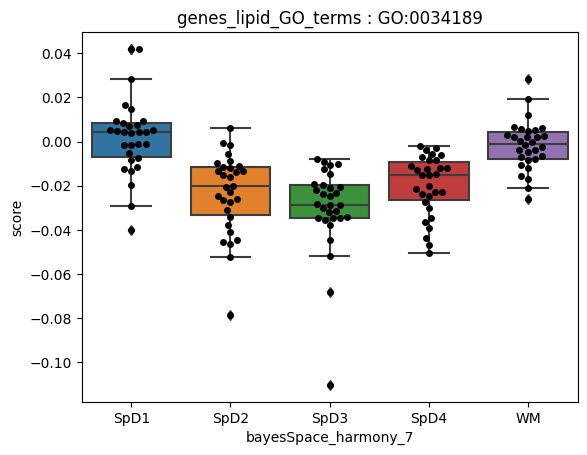 genes_lipid_GO_terms : GO:0034189
0.04
0.02
0.00
−0.02
−0.04
−0.06
−0.08
−0.10
score
SpD1 SpD2 SpD3 SpD4 WM
bayesSpace_harmony_7